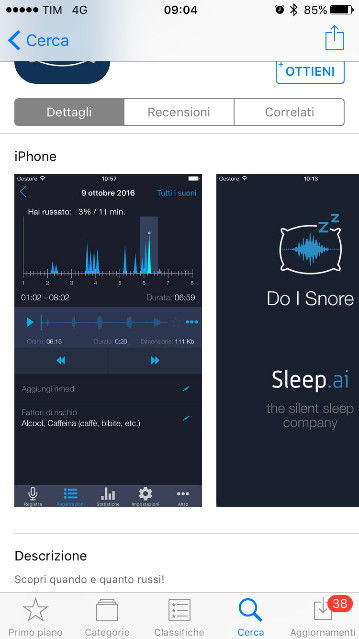 TIM 4G 09:04 85%
Cerca
+ OTTIENI
Dettagli Recensioni Correlati
iPhone
Gestore 10:57
9 ottobre 2016 Tutti i suoni
Hai russato: 3% / 11 min.
1 2 3 4 5 6 7 8
01:02 - 08:02 Durata: 06:59
Orario: 06:15 Durata: 0:20 Dimensione: 111 Kb
Aggiungi rimedi
Fattori di rischio
Alcool, Caffeina (caffè, bibite, etc.)
Registra Registrazioni Statistiche Impostazioni Altro
Gestore 10:13
z z
Do I Snore
Sleep.ai
the silent sleep
company
Descrizione
Scopri quando e quanto russi!
38
Primo piano Categorie Classifiche Cerca Aggiornamenti